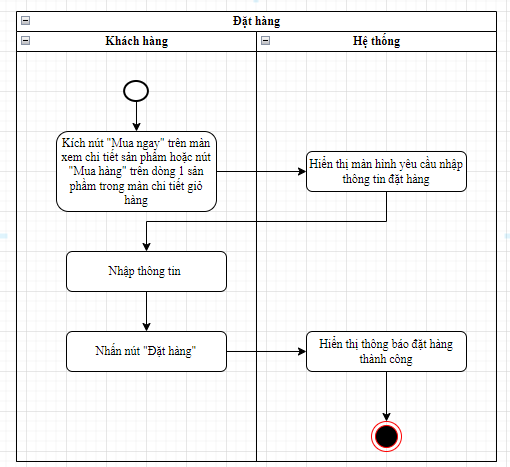 Đặt hàng
Khách hàng
Hệ thống
Kích nút "Mua ngay" trên màn
xem chi tiết sản phẩm hoặc nút
"Mua hàng" trên dòng 1 sản
phẩm trong màn chi tiết giỏ
hàng
Hiển thị màn hình yêu cầu nhập
thông tin đặt hàng
Nhập thông tin
Nhấn nút "Đặt hàng"
Hiển thị thông báo đặt hàng
thành công